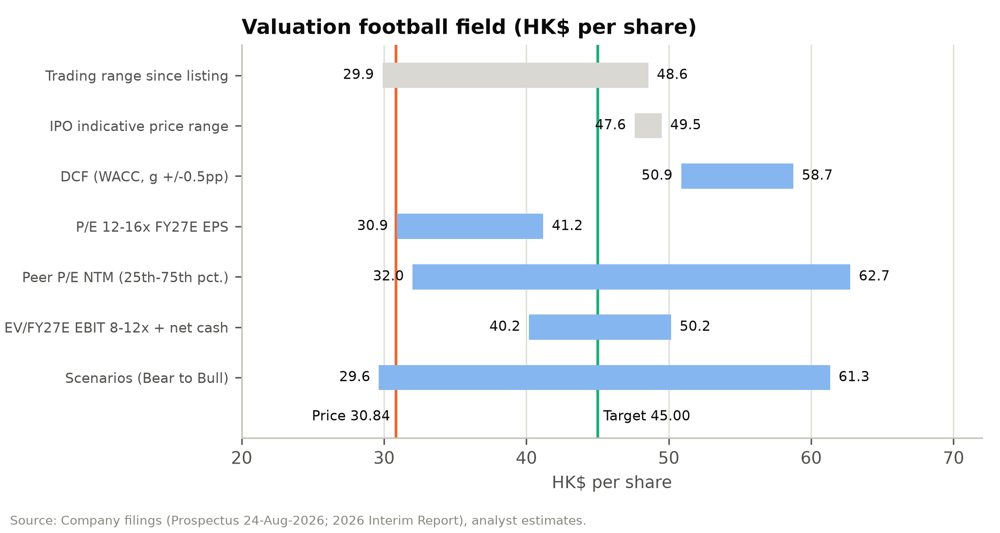 Valuation football field (HK$ per share)
Trading range since listing
29.9
48.6
IPO indicative price range
47.6
49.5
DCF (WACC, g +/-0.5pp)
50.9
58.7
P/E 12-16x FY27E EPS
30.9
41.2
Peer P/E NTM (25th-75th pct.)
32.0
62.7
EV/FY27E EBIT 8-12x + net cash
40.2
50.2
Scenarios (Bear to Bull)
29.6
61.3
Price 30.84
Target 45.00
20 30 40 50 60 70
HK$ per share
Source: Company filings (Prospectus 24-Aug-2026; 2026 Interim Report), analyst estimates.